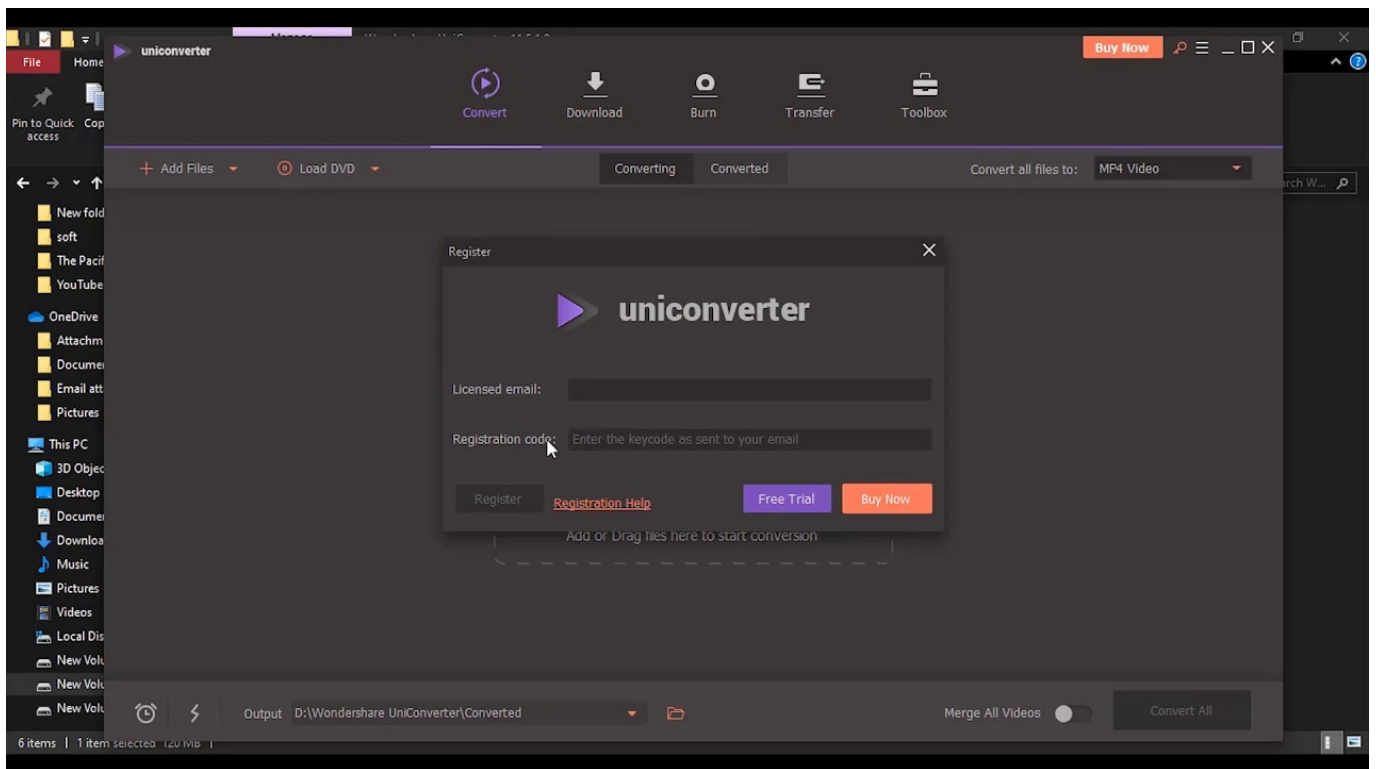 File Home
Pin to Quick access
uniconverter
Buy Now
Convert Download Burn Transfer Toolbox
Add Files Load DVD Converting Converted Convert all files to: MP4 Video
New fold
soft
The Pacif
YouTube
OneDrive
Attachm
Documen
Email att
Pictures
This PC
3D Objec
Desktop
Documen
Downloa
Music
Pictures
Videos
Local Dis
New Volu
New Volu
New Volu
Register
uniconverter
Licensed email:
Registration code: Enter the keycode as sent to your email
Register Registration Help Free Trial Buy Now
Add or Drag files here to start conversion
Output D:\Wondershare UniConverter\Converted Merge All Videos Convert All
6 items 1 item selected 120 MB